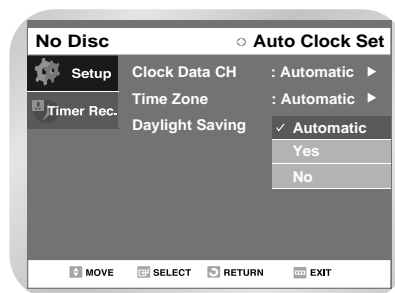 No Disc Auto Clock Set
Setup Clock Data CH : Automatic ►
Timer Rec. Time Zone : Automatic ►
Daylight Saving ✓ Automatic
Yes
No
MOVE SELECT RETURN EXIT